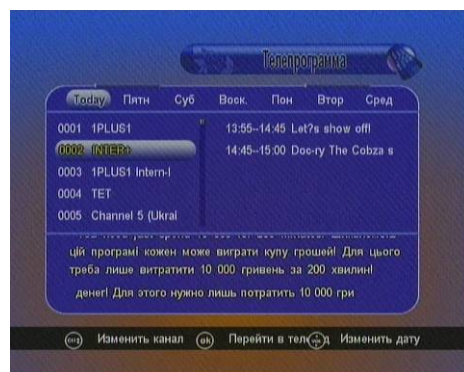 Телепрограмма
Today Пятн Суб Воск. Пон Втор Сред
0001 1PLUS1
0002 INTER+
0003 1PLUS1 Intern-l
0004 TET
0005 Channel 5 (Ukrai
13:55--14:45 Let?s show off!
14:45--15:00 Doc-ry The Cobza s
цій програмі кожен може виграти купу грошей! Для цього
треба лише витратити 10 000 гривень за 200 хвилин!
денег! Для этого нужно лишь потратить 10 000 гри
Изменить канал ok Перейти в тел д Изменить дату